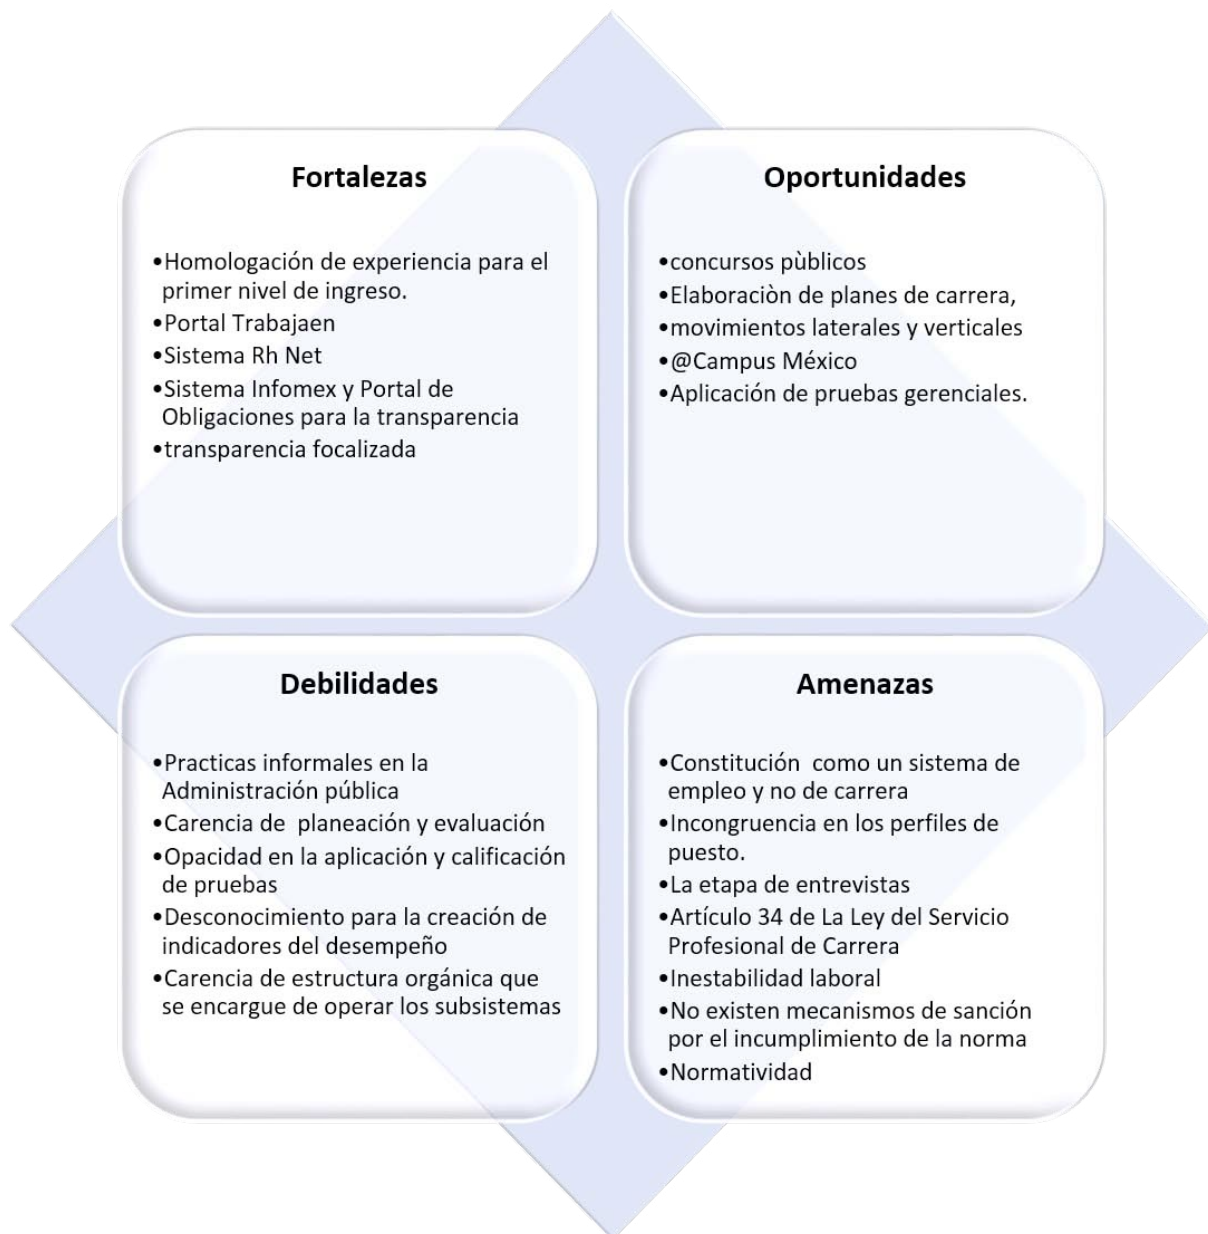 Fortalezas
•Homologación de experiencia para el
primer nivel de ingreso.
•Portal Trabajaen
•Sistema Rh Net
•Sistema Infomex y Portal de
Obligaciones para la transparencia
•transparencia focalizada
Oportunidades
•concursos pùblicos
•Elaboraciòn de planes de carrera,
•movimientos laterales y verticales
•@Campus México
•Aplicación de pruebas gerenciales.
Debilidades
•Practicas informales en la
Administración pública
•Carencia de  planeación y evaluación
•Opacidad en la aplicación y calificación
de pruebas
•Desconocimiento para la creación de
indicadores del desempeño
•Carencia de estructura orgánica que
se encargue de operar los subsistemas
Amenazas
•Constitución  como un sistema de
empleo y no de carrera
•Incongruencia en los perfiles de
puesto.
•La etapa de entrevistas
•Artículo 34 de La Ley del Servicio
Profesional de Carrera
•Inestabilidad laboral
•No existen mecanismos de sanción
por el incumplimiento de la norma
•Normatividad